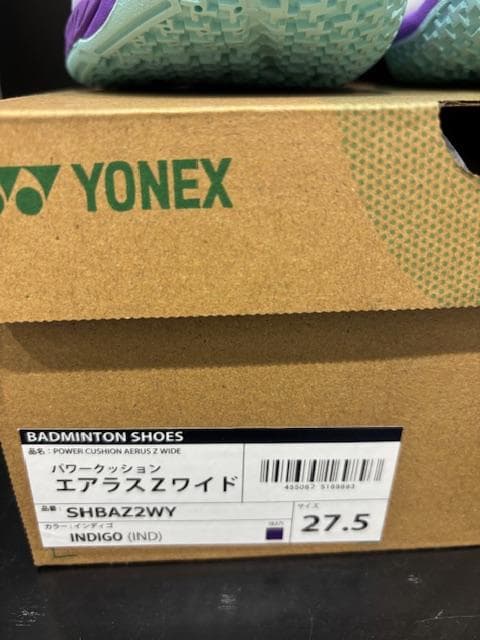 YONEX
BADMINTON SHOES
品名：POWER CUSHION AERUS Z WIDE
パワークッション
エアラスZワイド
品番：SHBAZ2WY
サイズ
27.5
カラー：インディゴ
INDIGO (IND)